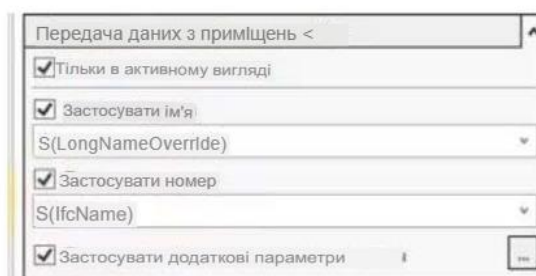 Передача даних з приміщень <
Тільки в активному вигляді
Застосувати ім'я
S(LongNameOverride)
Застосувати номер
S(IfcName)
Застосувати додаткові параметри
...